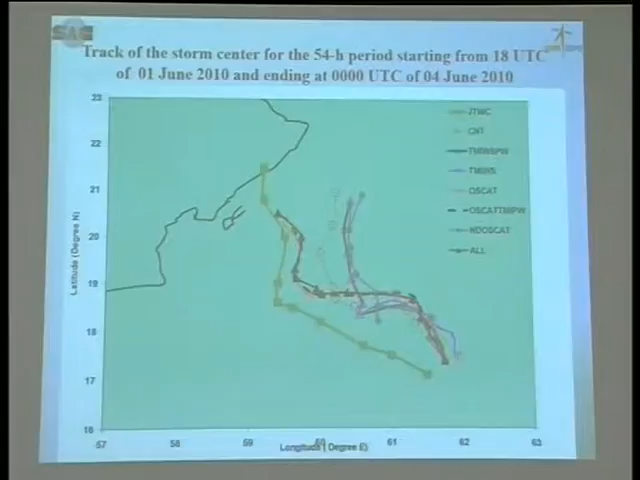 SAC
Track of the storm center for the 54-h period starting from 18 UTC
of 01 June 2010 and ending at 0000 UTC of 04 June 2010
23
22
21
20
19
18
17
16
Latitude (Degree N)
57
58
59
60
61
62
63
Longitude (Degree E)
JTWC
CNT
TMIWSPW
OSCAT
OSCATTMPW
NDOSCAT
ALL